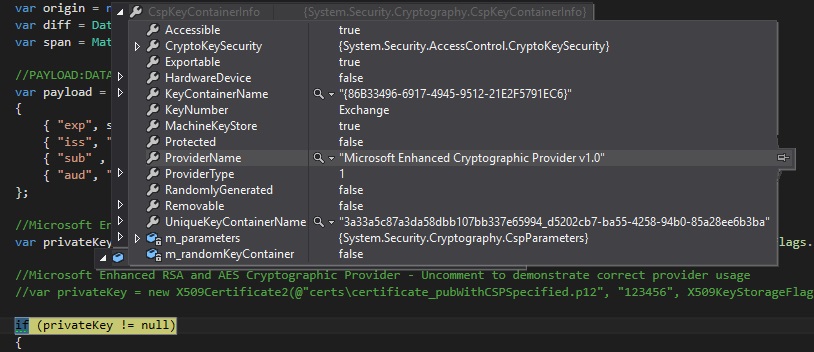 var origin = n
CspKeyContainerInfo {System.Security.Cryptography.CspKeyContainerInfo}
var diff = Dat
Accessible true
var span = Mat
CryptoKeySecurity {System.Security.AccessControl.CryptoKeySecurity}
Exportable true
//PAYLOAD:DATA
HardwareDevice false
var payload =
KeyContainerName "{86B33496-6917-4945-9512-21E2F5791EC6}"
{
KeyNumber Exchange
{ "exp", s
MachineKeyStore true
{ "iss", "
Protected false
{ "sub" ,
ProviderName "Microsoft Enhanced Cryptographic Provider v1.0"
{ "aud", "
ProviderType 1
};
RandomlyGenerated false
Removable false
//Microsoft En
UniqueKeyContainerName "3a33a5c87a3da58dbb107bb337e65994_d5202cb7-ba55-4258-94b0-85a28ee6b3ba"
var privateKey
m_parameters {System.Security.Cryptography.CspParameters}
lags.
m_randomKeyContainer false
//Microsoft Enhanced RSA and AES Cryptographic Provider - Uncomment to demonstrate correct provider usage
//var privateKey = new X509Certificate2(@"certs\certificate_pubWithCSPSpecified.p12", "123456", X509KeyStorageFlag
if (privateKey != null)
{